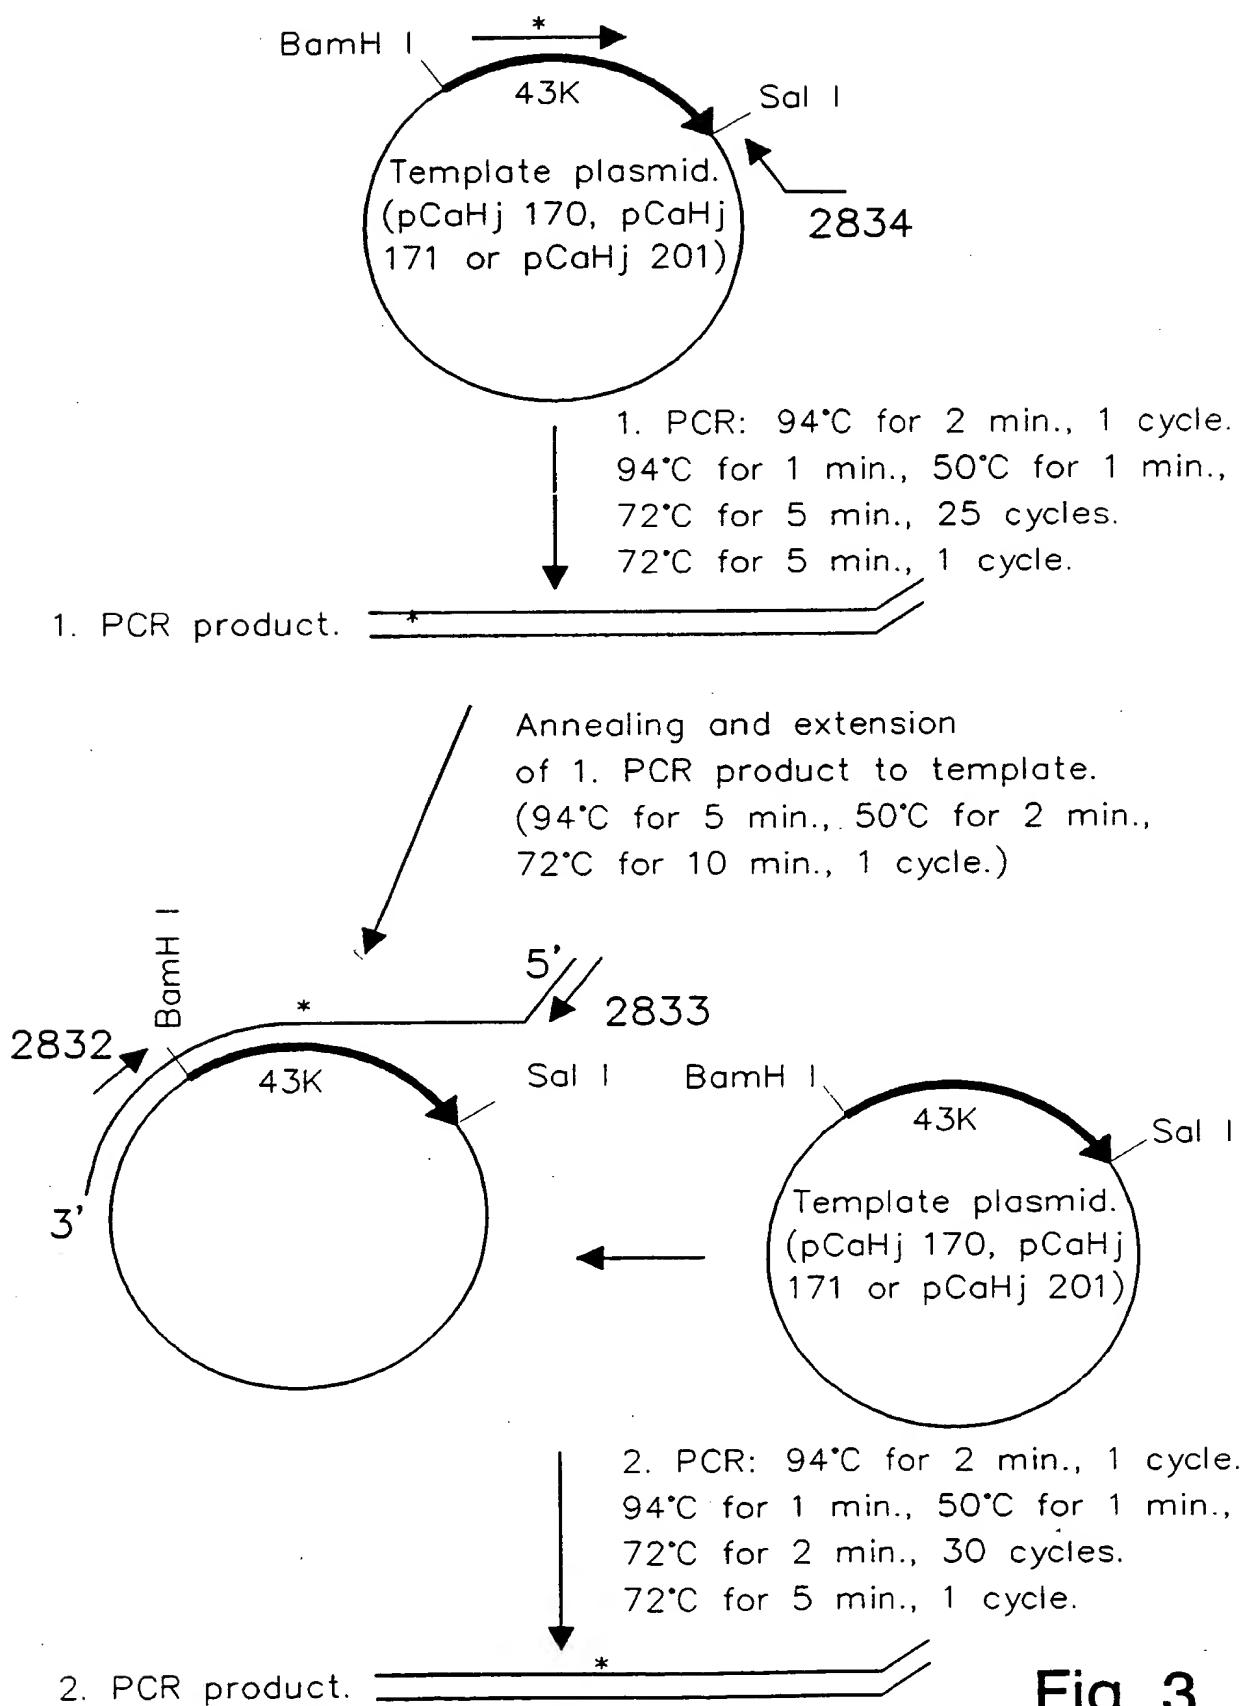 *
BamH I
43K
Sal I
Template plasmid.
(pCaHj 170, pCaHj
171 or pCaHj 201)
2834
1. PCR: 94°C for 2 min., 1 cycle.
94°C for 1 min., 50°C for 1 min.,
72°C for 5 min., 25 cycles.
72°C for 5 min., 1 cycle.
1. PCR product.
*
Annealing and extension
of 1. PCR product to template.
(94°C for 5 min., 50°C for 2 min.,
72°C for 10 min., 1 cycle.)
BamH I
*
5'
2833
2832
43K
Sal I
3'
BamH I
43K
Sal I
Template plasmid.
(pCaHj 170, pCaHj
171 or pCaHj 201)
2. PCR: 94°C for 2 min., 1 cycle.
94°C for 1 min., 50°C for 1 min.,
72°C for 2 min., 30 cycles.
72°C for 5 min., 1 cycle.
*
2. PCR product.
Fig. 3